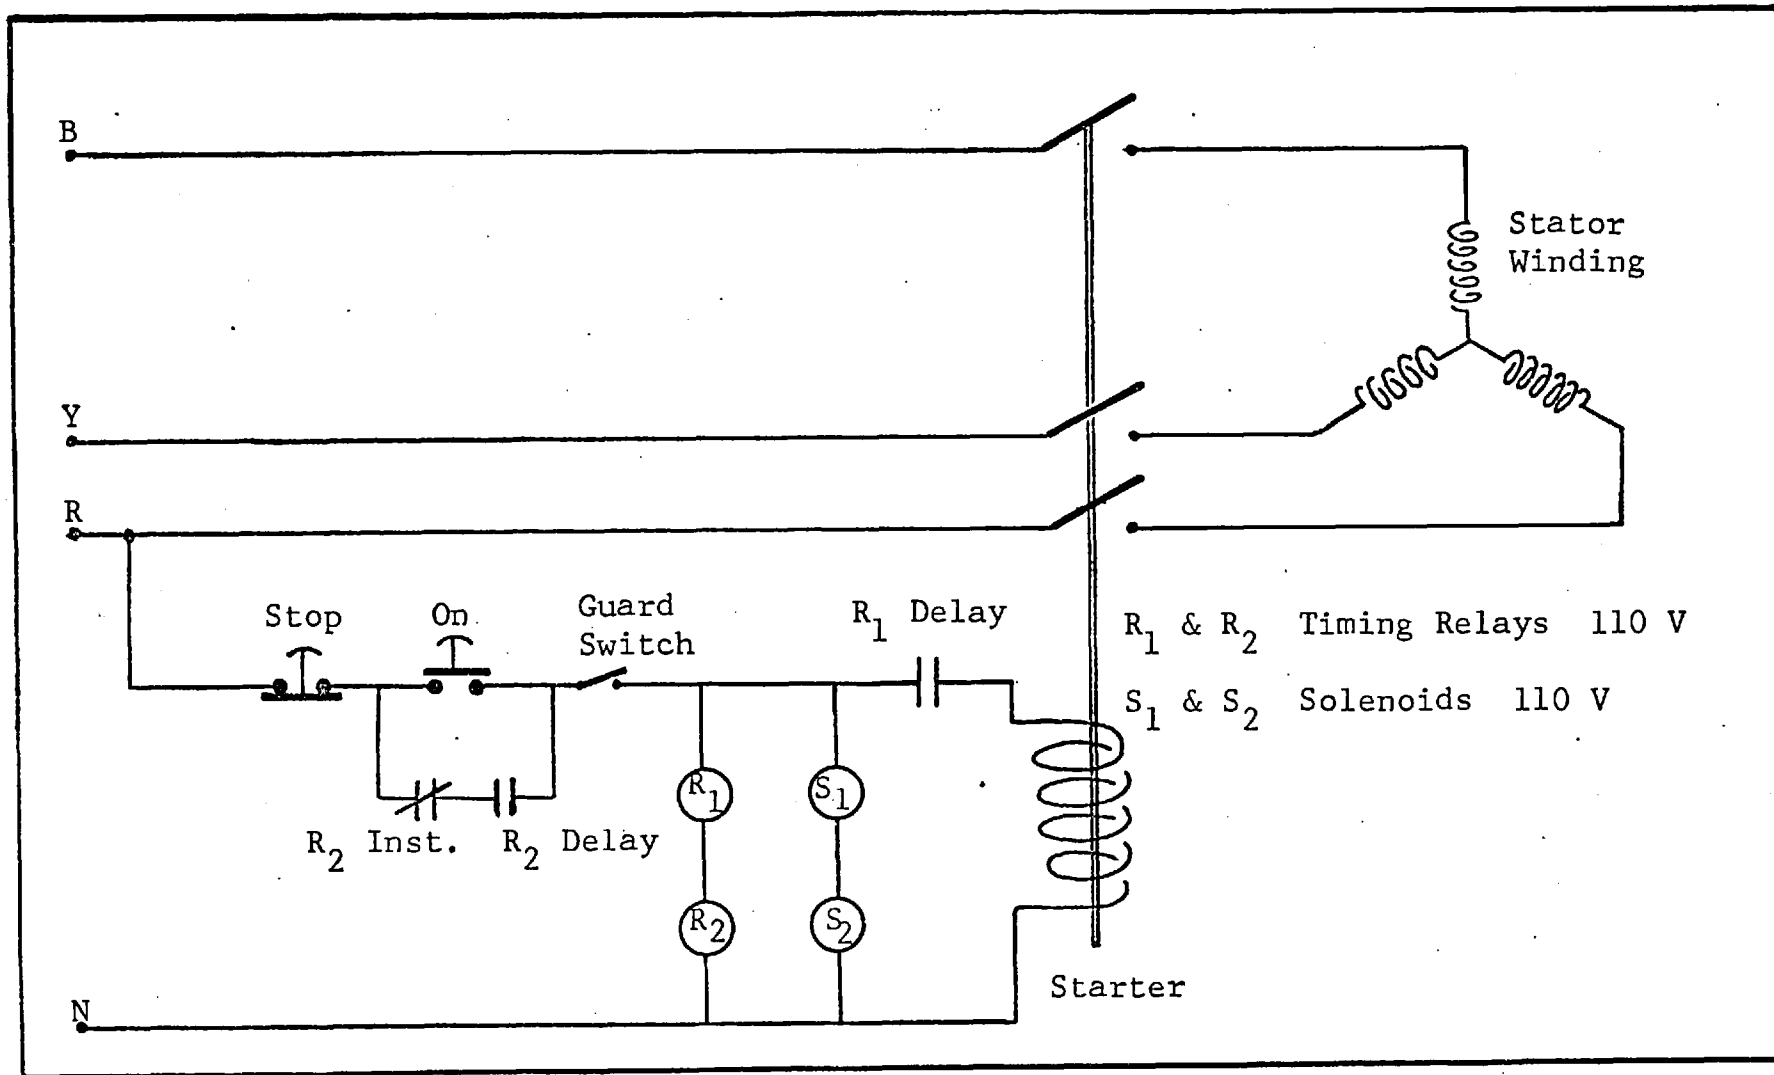 B
Stator
Winding
Y
R
Stop
On
Guard
Switch
R1 Delay
R1 & R2 Timing Relays 110 V
S1 & S2 Solenoids 110 V
R1
S1
R2 Inst.
R2 Delay
R2
S2
Starter
N